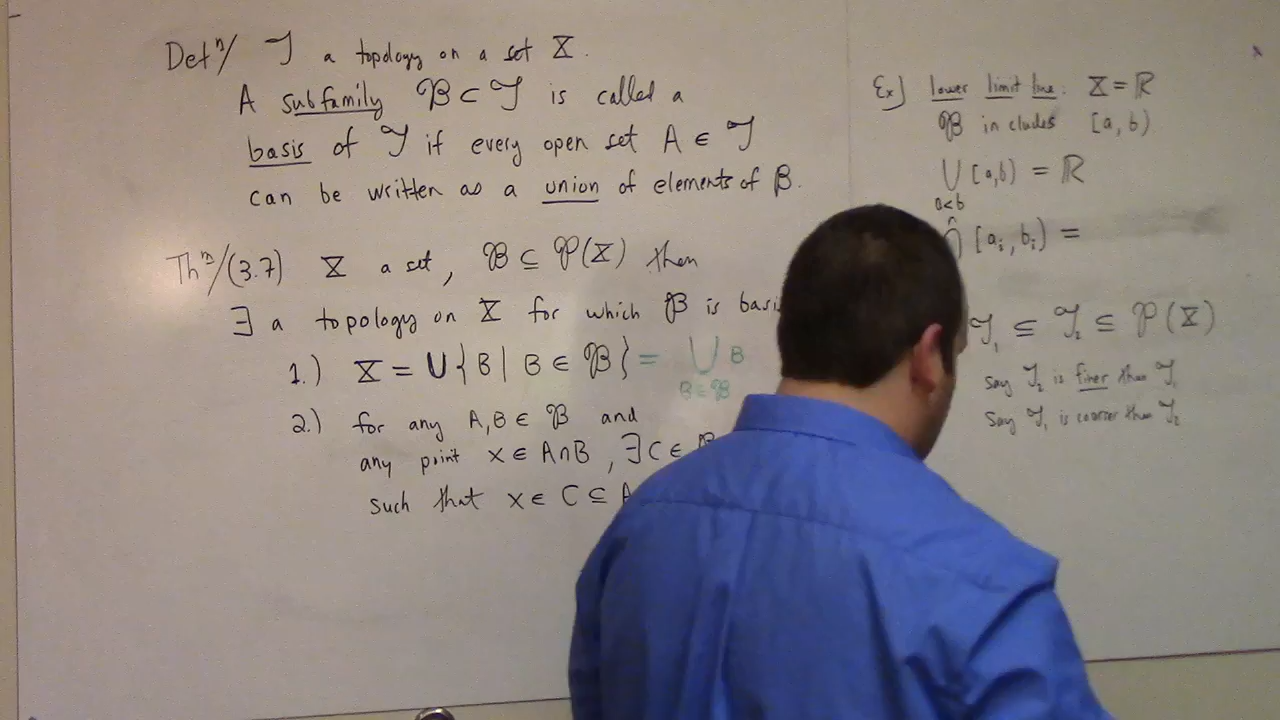 Defⁿ/ 𝒯 a topology on a set X.
A subfamily ℬ ⊂ 𝒯 is called a
basis of 𝒯 if every open set A ∈ 𝒯
can be written as a union of elements of β.
Thᵐ/(3.7) X a set, ℬ ⊆ 𝒫(X) then
∃ a topology on X for which ℬ is
1.) X = ∪{B | B ∈ ℬ} = ⋃ B
B ∈ ℬ
2.) for any A,B ∈ ℬ and
any point x ∈ A∩B, ∃C ∈
such that x ∈ C ⊆ A
Ex] lower limit line: X = ℝ
ℬ includes [a,b)
⋃ [a,b) = ℝ
a<b
n
⋂ [aᵢ, bᵢ) =
𝒯₁ ⊆ 𝒯₂ ⊆ 𝒫(X)
say 𝒯₂ is finer than 𝒯₁
say 𝒯₁ is coarser than 𝒯₂